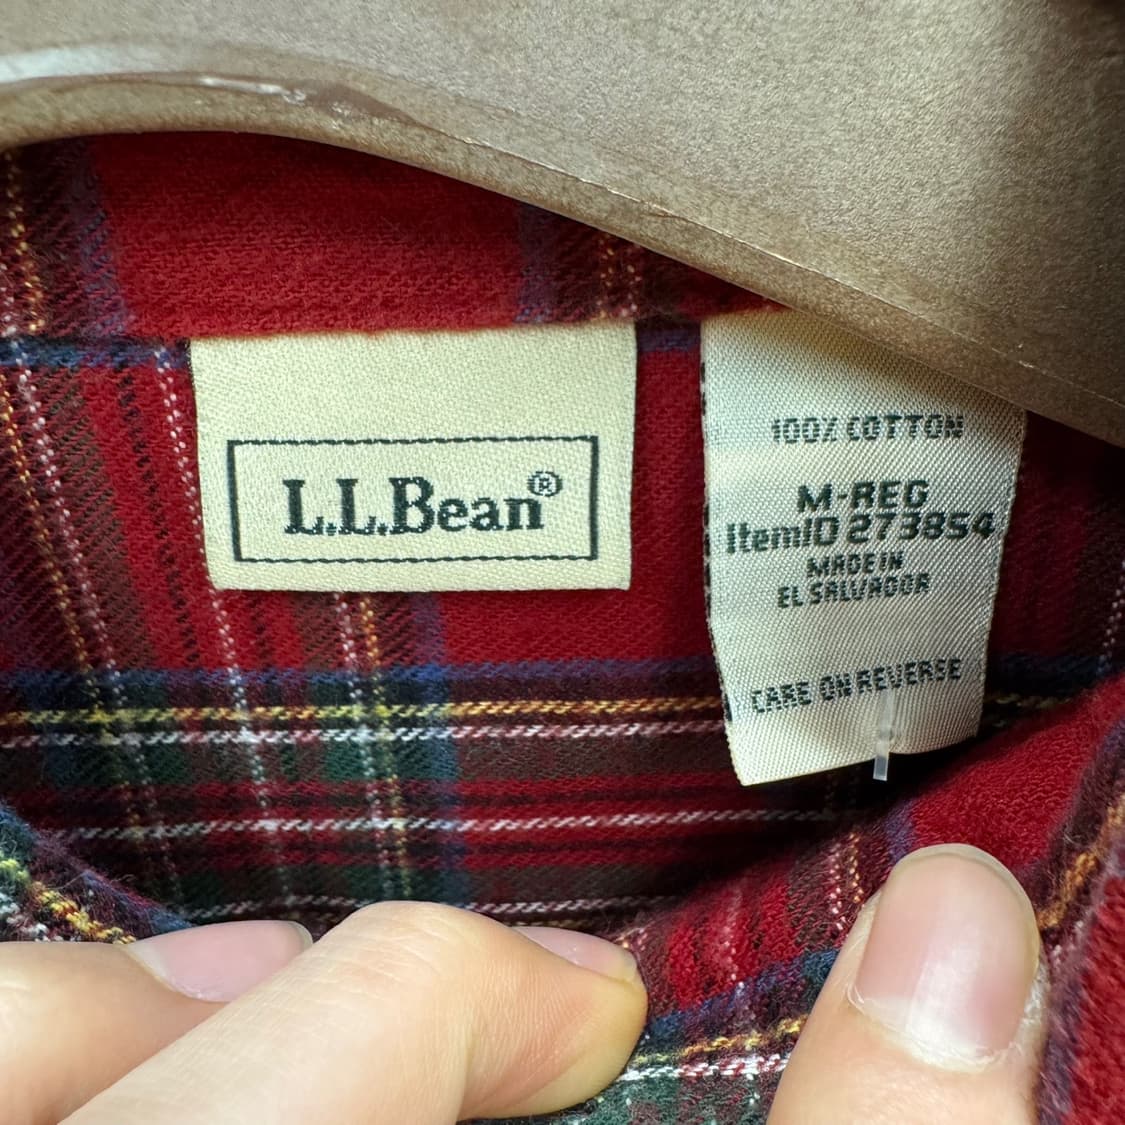 L.L.Bean®
100% COTTON
M-REG
ItemID 273854
MADE IN
EL SALVADOR
CARE ON REVERSE